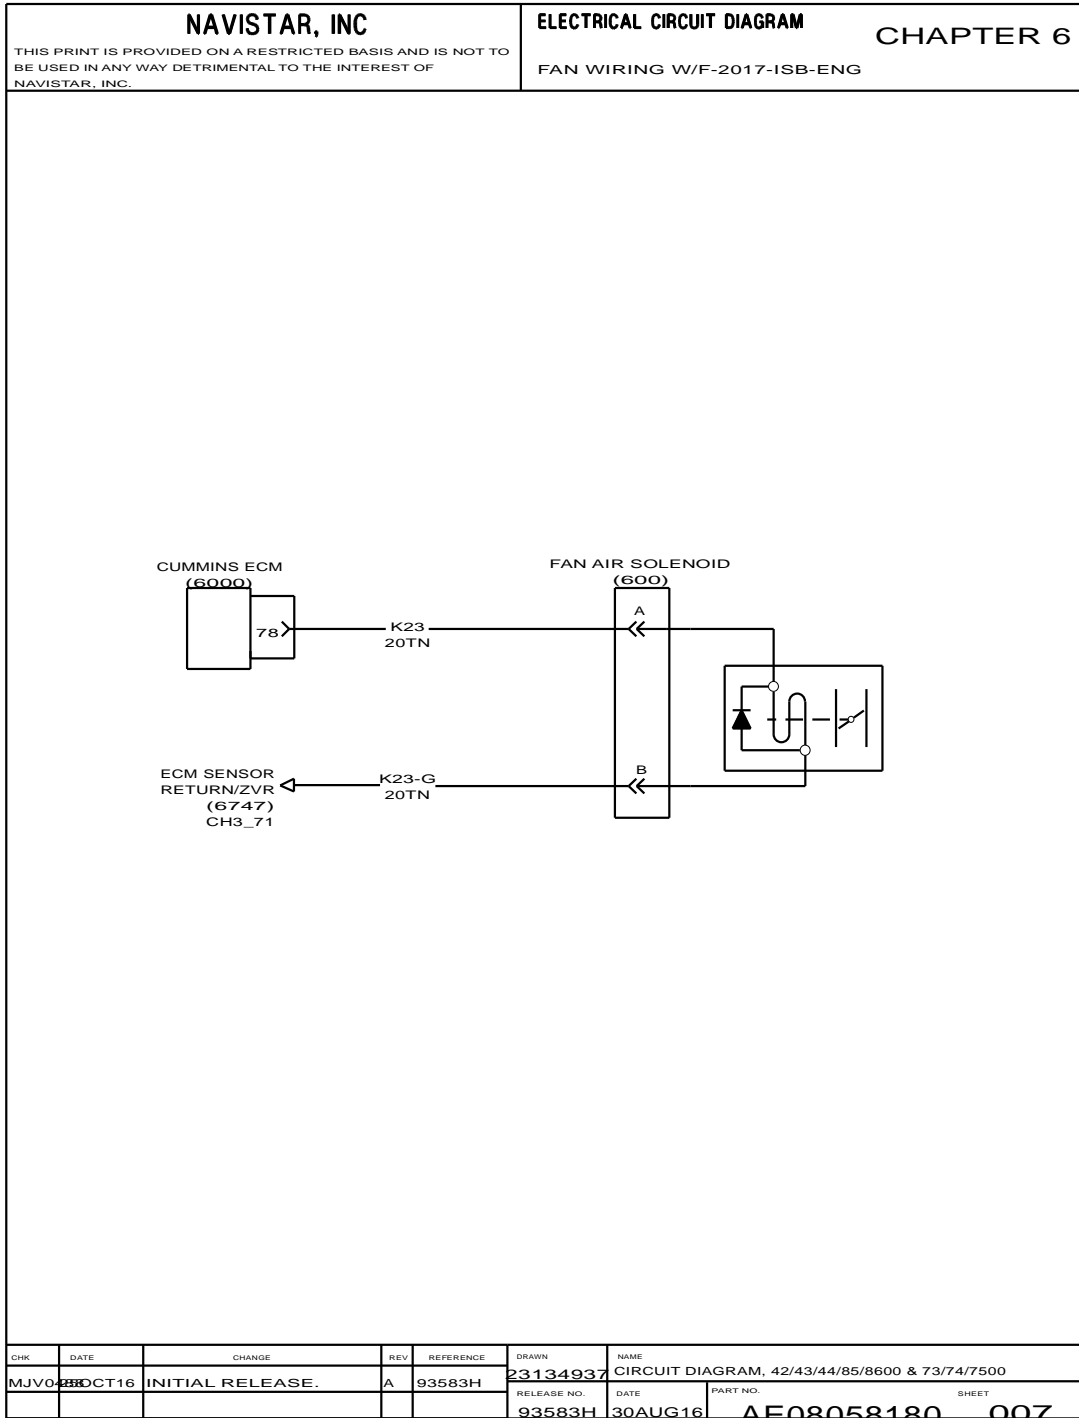 NAVISTAR, INC
THIS PRINT IS PROVIDED ON A RESTRICTED BASIS AND IS NOT TO
BE USED IN ANY WAY DETRIMENTAL TO THE INTEREST OF
NAVISTAR, INC.
ELECTRICAL CIRCUIT DIAGRAM
CHAPTER 6
FAN WIRING W/F-2017-ISB-ENG
CUMMINS ECM
(6000)
78
K23
20TN
FAN AIR SOLENOID
(600)
A
B
ECM SENSOR
RETURN/ZVR
(6747)
CH3_71
K23-G
20TN
CHK DATE CHANGE REV REFERENCE
INITIAL RELEASE. A 93583H
DRAWN
23134937
NAME
CIRCUIT DIAGRAM, 42/43/44/85/8600 & 73/74/7500
RELEASE NO.
93583H
DATE
30AUG16
PART NO.
AE08058180
SHEET
007